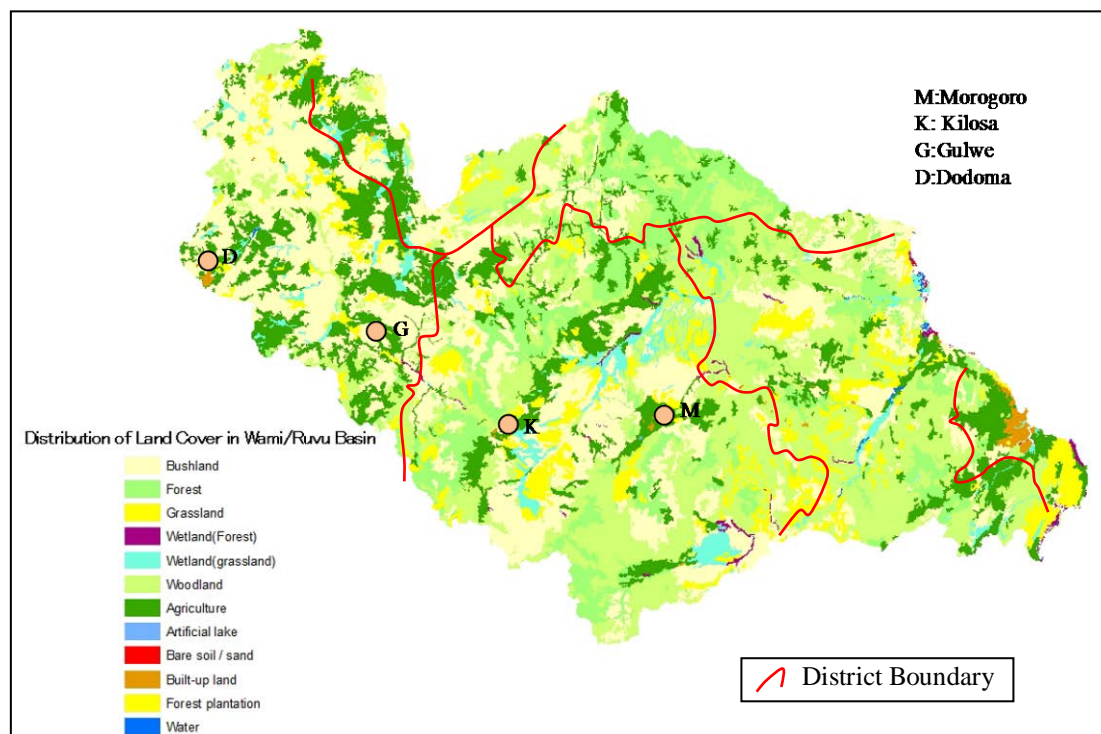 M:Morogoro
K: Kilosa
G:Gulwe
D:Dodoma
D
G
K
M
Distribution of Land Cover in Wami/Ruvu Basin
Bushland
Forest
Grassland
Wetland(Forest)
Wetland(grassland)
Woodland
Agriculture
Artificial lake
Bare soil / sand
Built-up land
Forest plantation
Water
District Boundary